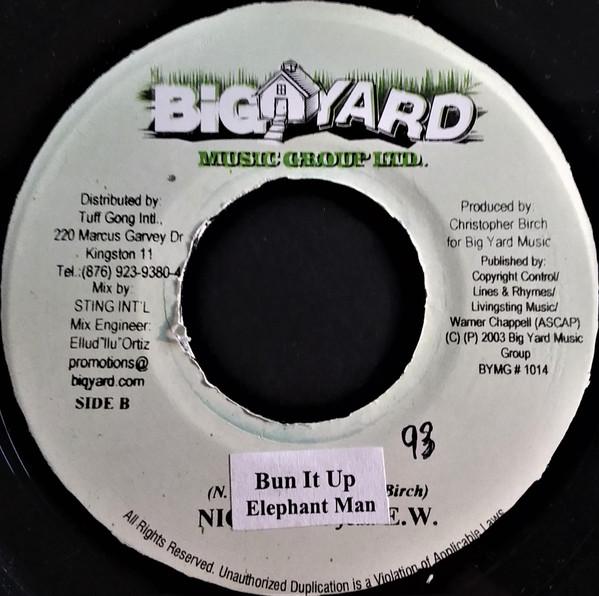 BiG YARD
MUSIC GROUP LTD.
Distributed by:
Tuff Gong Intl.,
220 Marcus Garvey Dr
Kingston 11
Tel.:(876) 923-9380-4
Mix by:
STING INT'L
Mix Engineer:
Ellud"Ilu"Ortiz
promotions@
bigyard.com
SIDE B
Produced by:
Christopher Birch
for Big Yard Music
Published by:
Copyright Control/
Lines & Rhymes/
Livingsting Music/
Warner Chappell (ASCAP)
(C) (P) 2003 Big Yard Music
Group
BYMG # 1014
93
Bun It Up
Elephant Man
(N. Birch)
E.W.
All Rights Reserved. Unauthorized Duplication is a Violation of Applicable Laws